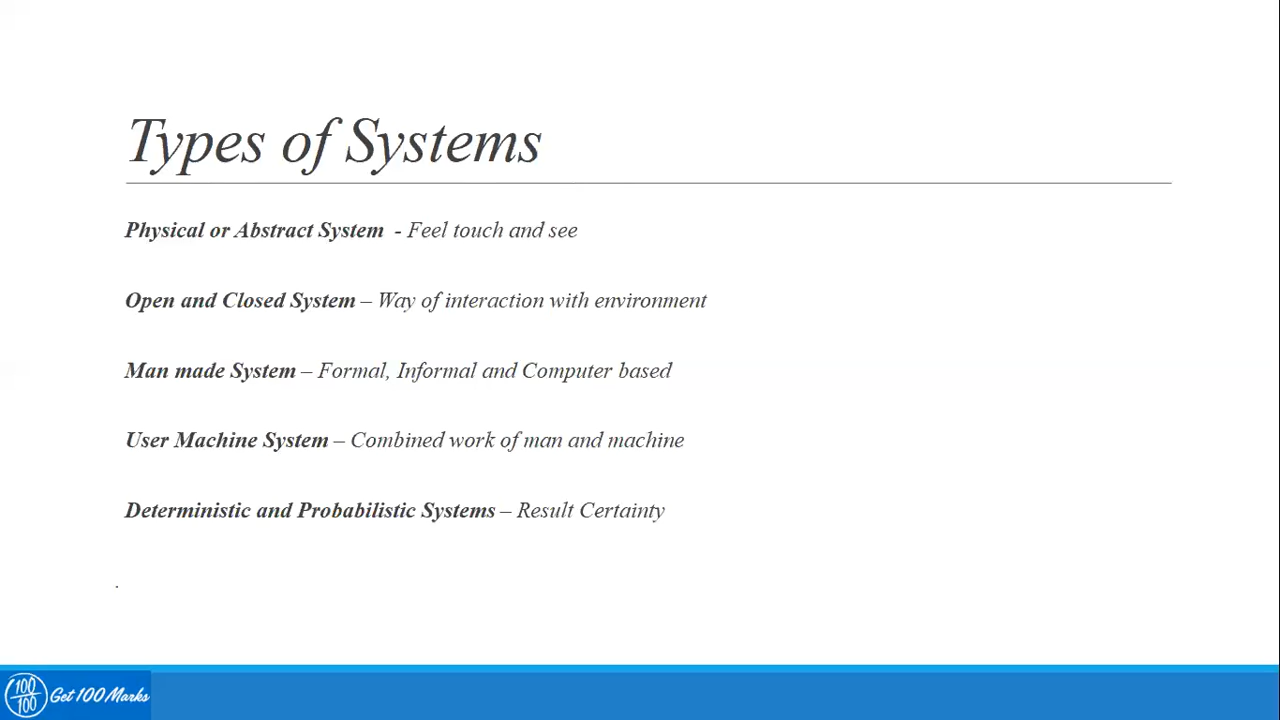 Types of Systems
Physical or Abstract System - Feel touch and see
Open and Closed System – Way of interaction with environment
Man made System – Formal, Informal and Computer based
User Machine System – Combined work of man and machine
Deterministic and Probabilistic Systems – Result Certainty
.
100
100
Get 100 Marks